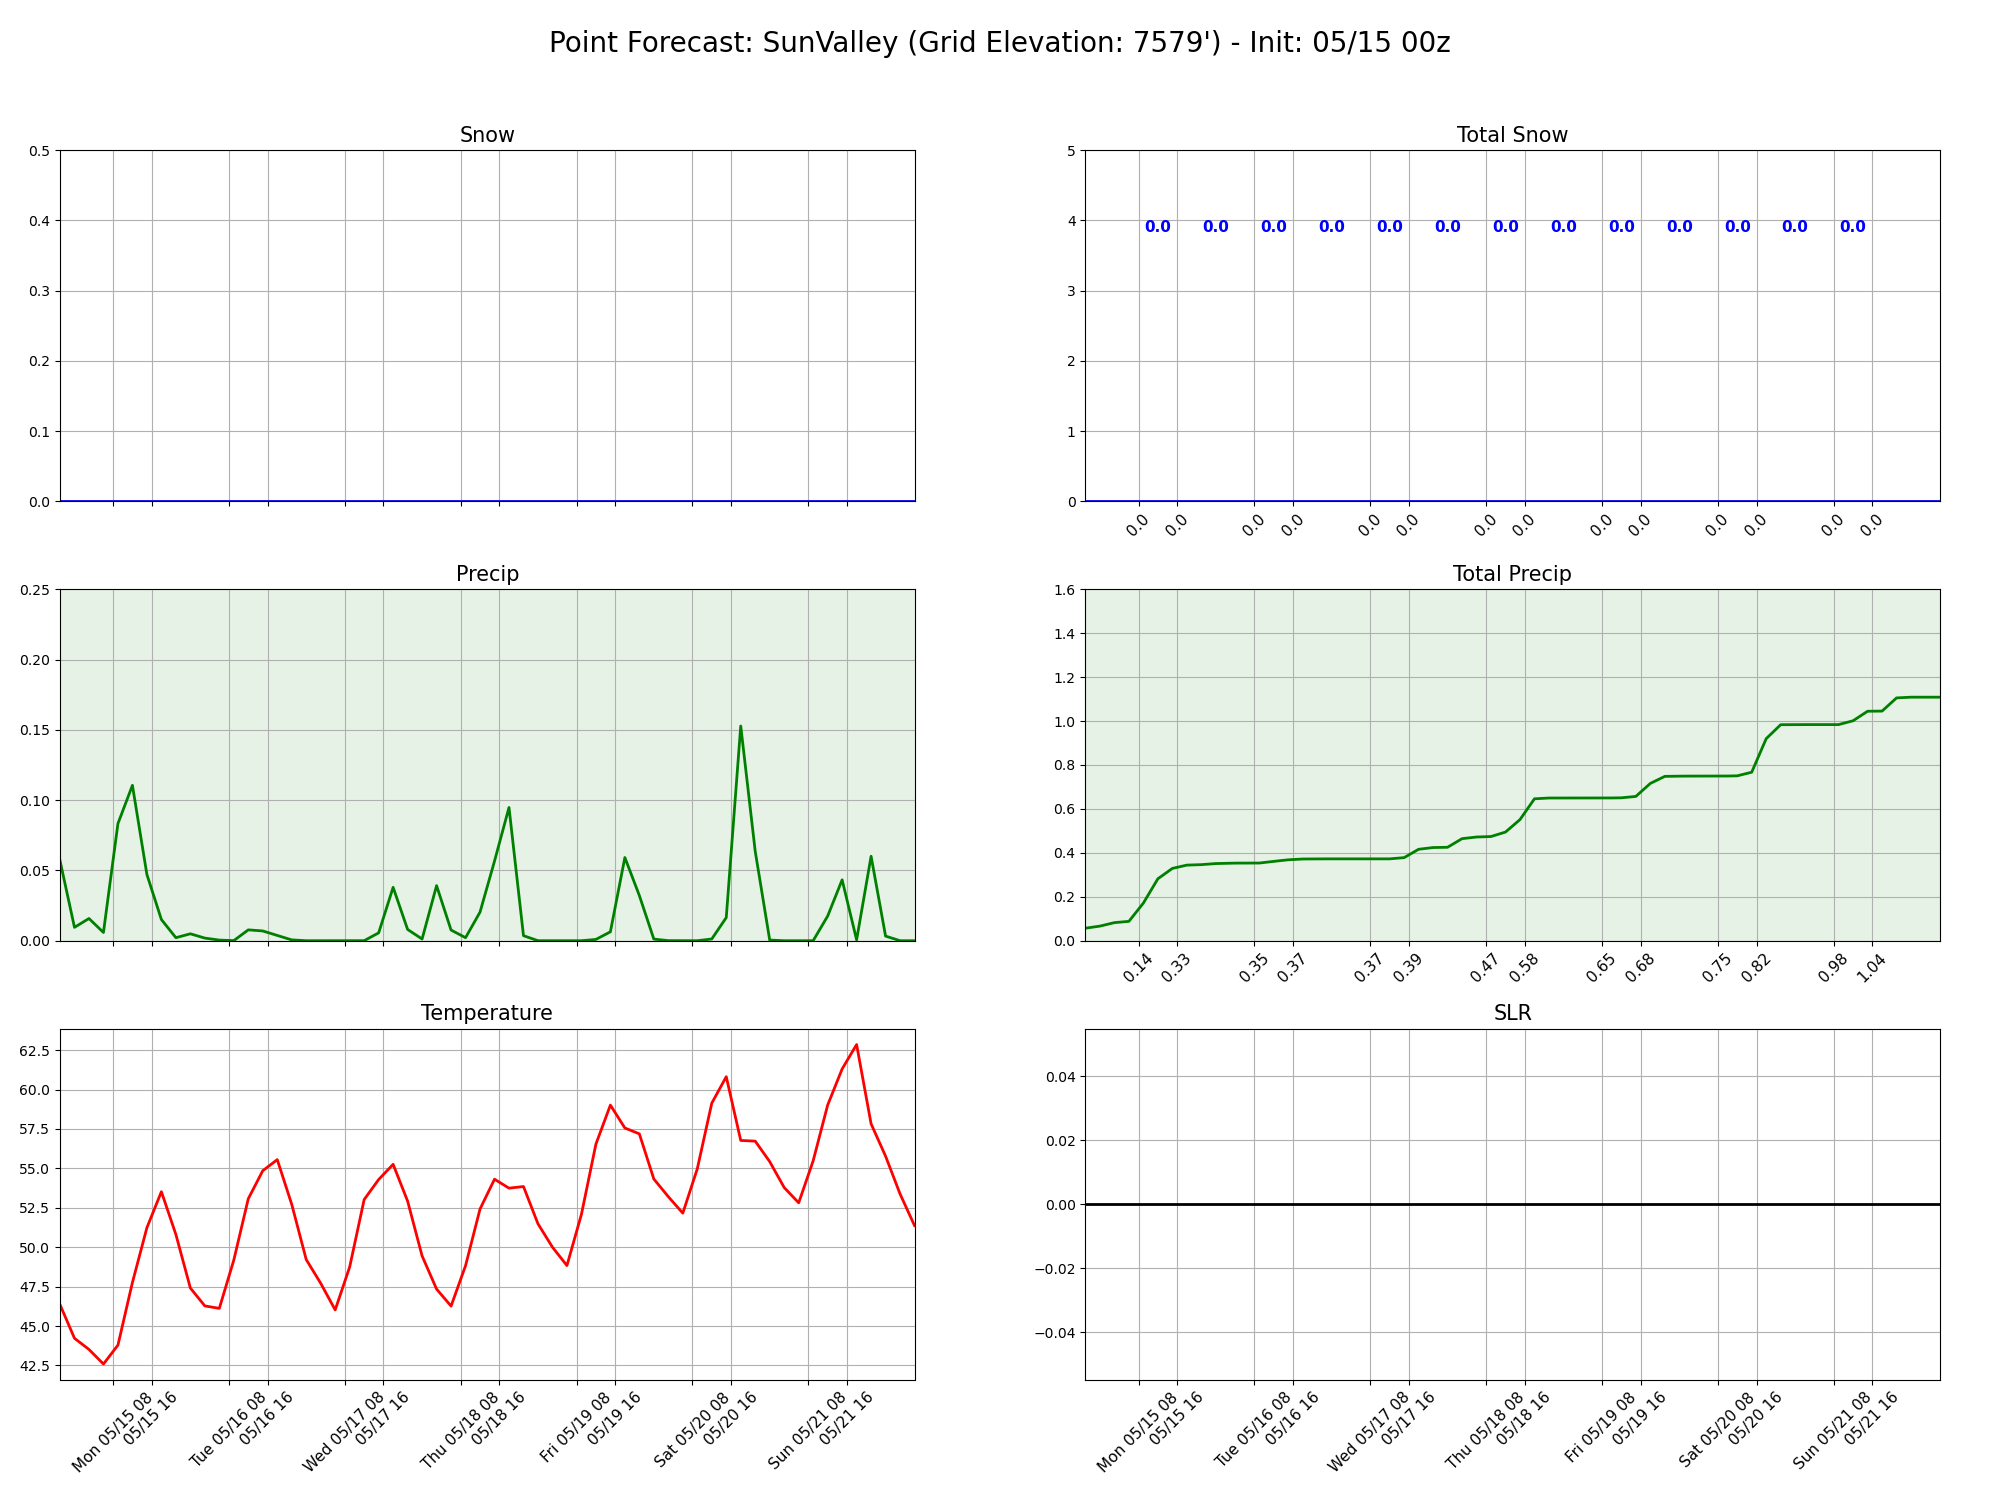 Point Forecast: SunValley (Grid Elevation: 7579') - Init: 05/15 00z
Snow
0.5
0.4
0.3
0.2
0.1
0.0
Total Snow
5
4
3
2
1
0
0.0 0.0 0.0 0.0 0.0 0.0 0.0 0.0 0.0 0.0 0.0 0.0 0.0
0.0 0.0 0.0 0.0 0.0 0.0 0.0 0.0 0.0 0.0 0.0 0.0 0.0 0.0
Precip
0.25
0.20
0.15
0.10
0.05
0.00
Total Precip
1.6
1.4
1.2
1.0
0.8
0.6
0.4
0.2
0.0
0.14 0.33 0.35 0.37 0.37 0.39 0.47 0.58 0.65 0.68 0.75 0.82 0.98 1.04
Temperature
62.5
60.0
57.5
55.0
52.5
50.0
47.5
45.0
42.5
Mon 05/15 08
05/15 16
Tue 05/16 08
05/16 16
Wed 05/17 08
05/17 16
Thu 05/18 08
05/18 16
Fri 05/19 08
05/19 16
Sat 05/20 08
05/20 16
Sun 05/21 08
05/21 16
SLR
0.04
0.02
0.00
−0.02
−0.04
Mon 05/15 08
05/15 16
Tue 05/16 08
05/16 16
Wed 05/17 08
05/17 16
Thu 05/18 08
05/18 16
Fri 05/19 08
05/19 16
Sat 05/20 08
05/20 16
Sun 05/21 08
05/21 16